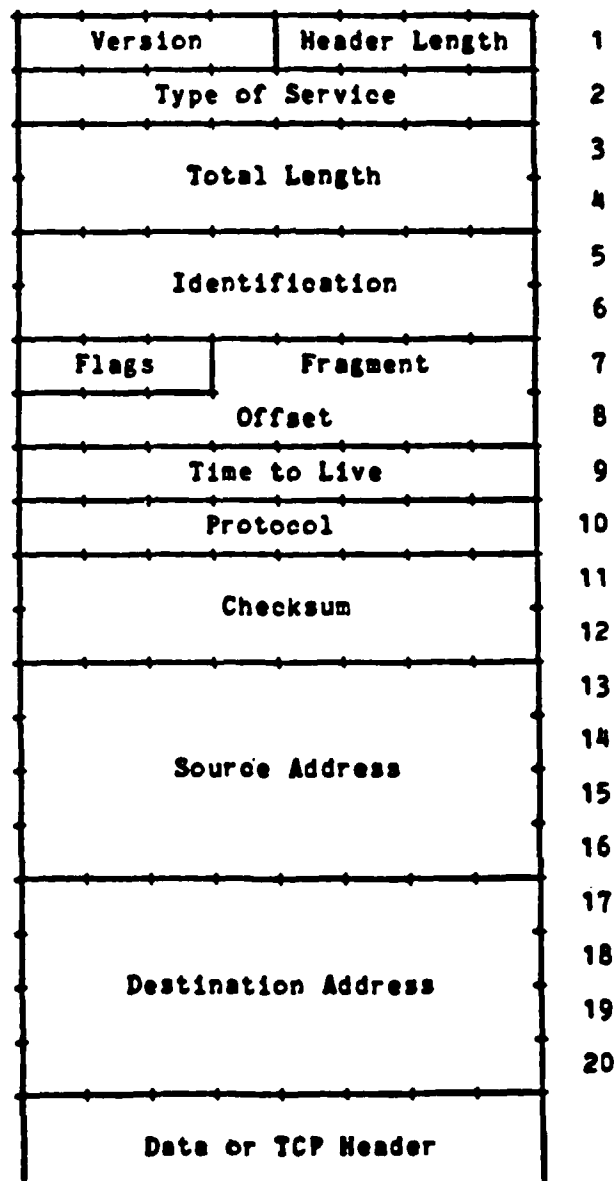 Version Header Length 1
Type of Service 2
3
Total Length
4
5
Identification
6
Flags Fragment 7
Offset 8
Time to Live 9
Protocol 10
11
Checksum
12
13
14
Source Address
15
16
17
18
Destination Address
19
20
Data or TCP Header